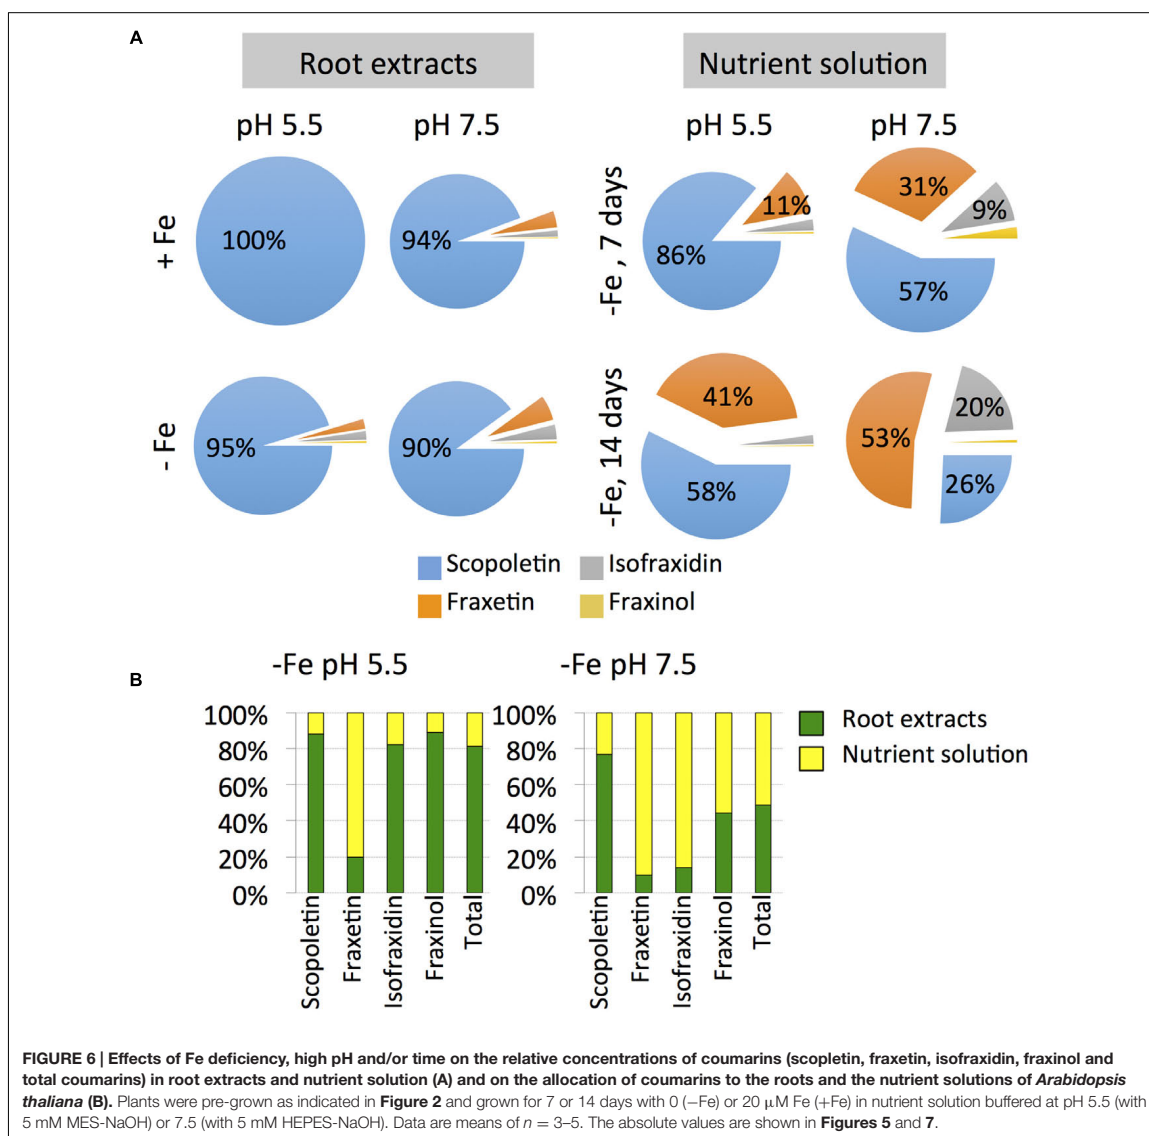 A
Root extracts
Nutrient solution
pH 5.5
pH 7.5
pH 5.5
pH 7.5
+ Fe
100%
94%
-Fe , 7 days
86%
11%
31%
9%
57%
- Fe
95%
90%
-Fe, 14 days
41%
58%
53%
20%
26%
Scopoletin
Isofraxidin
Fraxetin
Fraxinol
B
-Fe pH 5.5
-Fe pH 7.5
100%
80%
60%
40%
20%
0%
Scopoletin
Fraxetin
Isofraxidin
Fraxinol
Total
100%
80%
60%
40%
20%
0%
Scopoletin
Fraxetin
Isofraxidin
Fraxinol
Total
Root extracts
Nutrient solution
FIGURE 6 | Effects of Fe deficiency, high pH and/or time on the relative concentrations of coumarins (scopletin, fraxetin, isofraxidin, fraxinol and
total coumarins) in root extracts and nutrient solution (A) and on the allocation of coumarins to the roots and the nutrient solutions of Arabidopsis
thaliana (B). Plants were pre-grown as indicated in Figure 2 and grown for 7 or 14 days with 0 (−Fe) or 20 μM Fe (+Fe) in nutrient solution buffered at pH 5.5 (with
5 mM MES-NaOH) or 7.5 (with 5 mM HEPES-NaOH). Data are means of n = 3–5. The absolute values are shown in Figures 5 and 7.